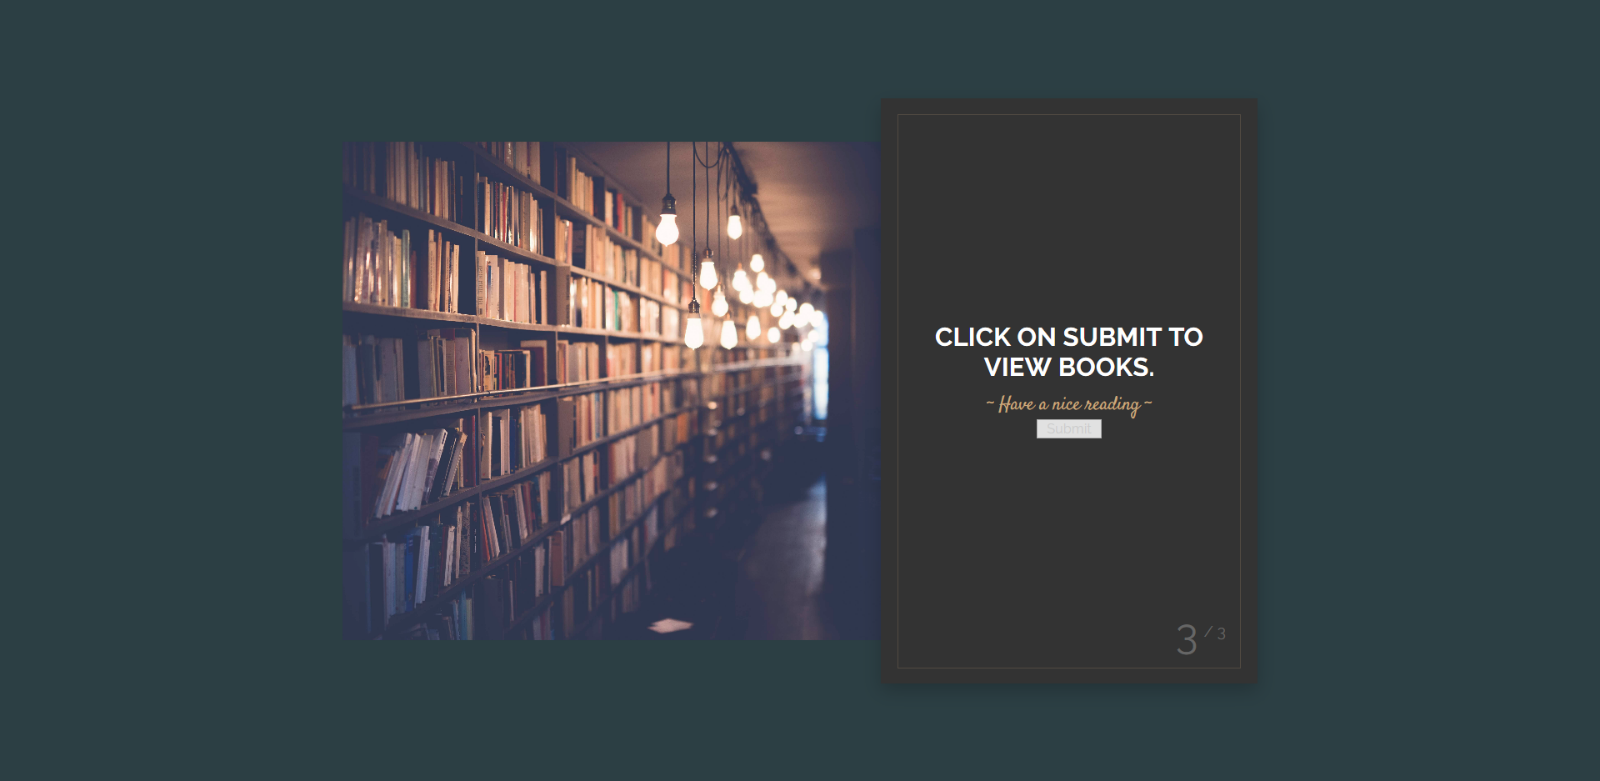 CLICK ON SUBMIT TO
VIEW BOOKS.
~ Have a nice reading ~
Submit
3 / 3